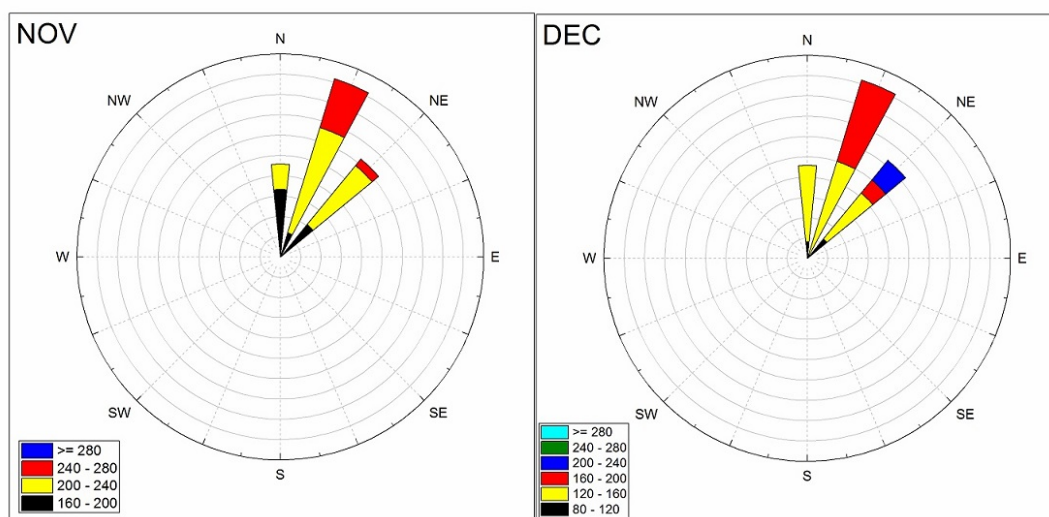 NOV
N
NW
NE
W
E
SW
SE
S
>= 280
240 - 280
200 - 240
160 - 200
DEC
N
NW
NE
W
E
SW
SE
S
>= 280
240 - 280
200 - 240
160 - 200
120 - 160
80 - 120